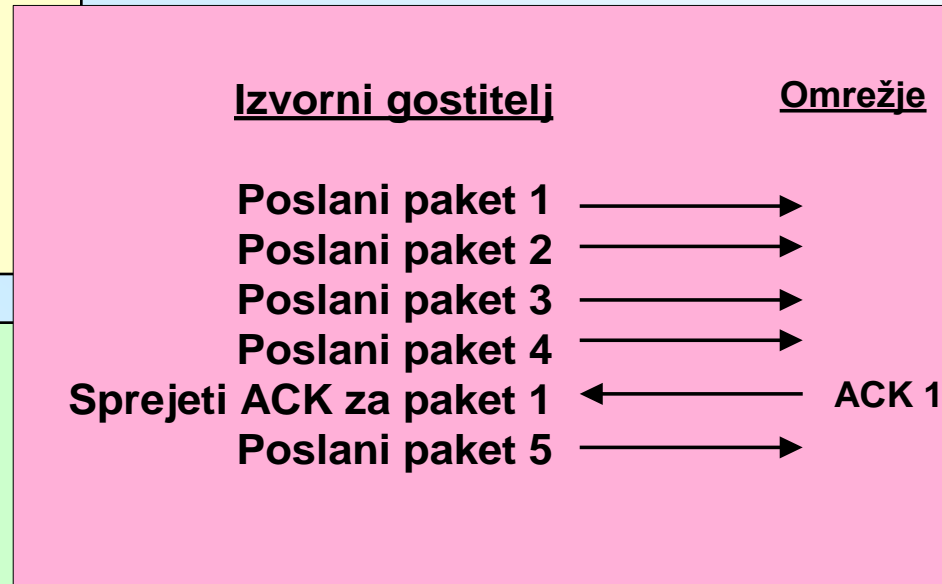 Izvorni gostitelj Omrežje
Poslani paket 1
Poslani paket 2
Poslani paket 3
Poslani paket 4
Sprejeti ACK za paket 1 ACK 1
Poslani paket 5